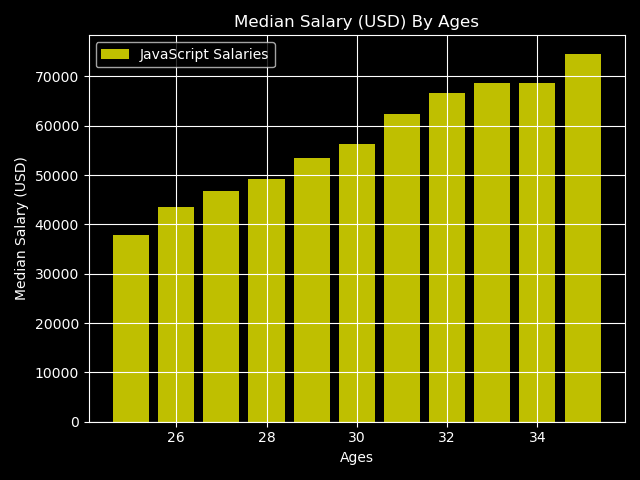 Median Salary (USD) By Ages
JavaScript Salaries
Median Salary (USD)
70000
60000
50000
40000
30000
20000
10000
0
26 28 30 32 34
Ages